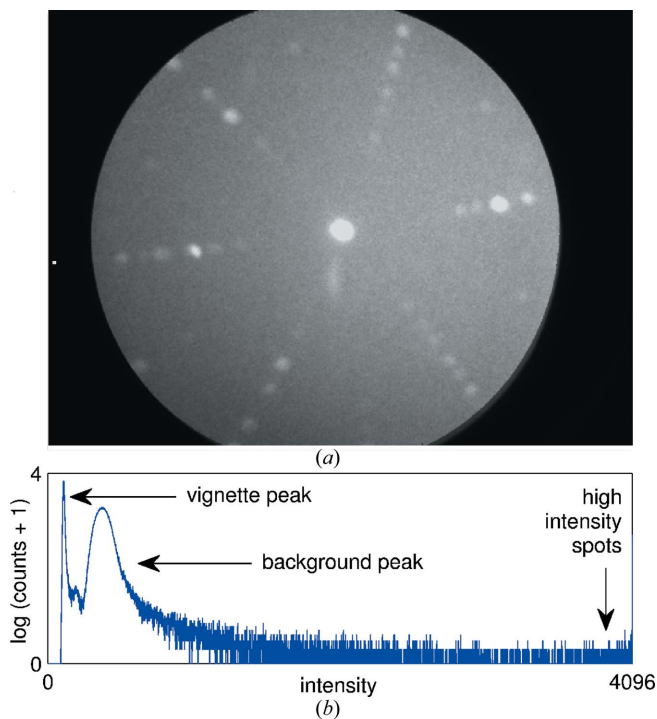 (a)
4
log (counts + 1)
0
vignette peak
background peak
high
intensity
spots
0
intensity
4096
(b)